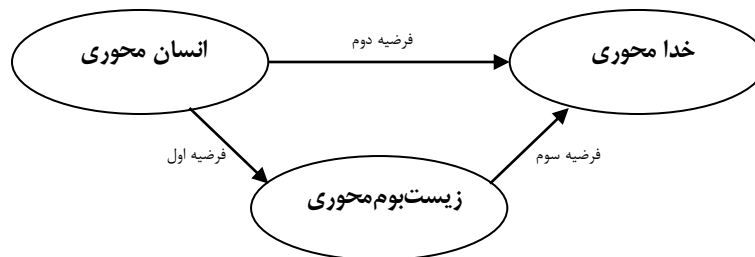 فرضیه دوم
خدا محوری
انسان محوری
فرضیه اول
فرضیه سوم
زیست‌بوم‌محوری